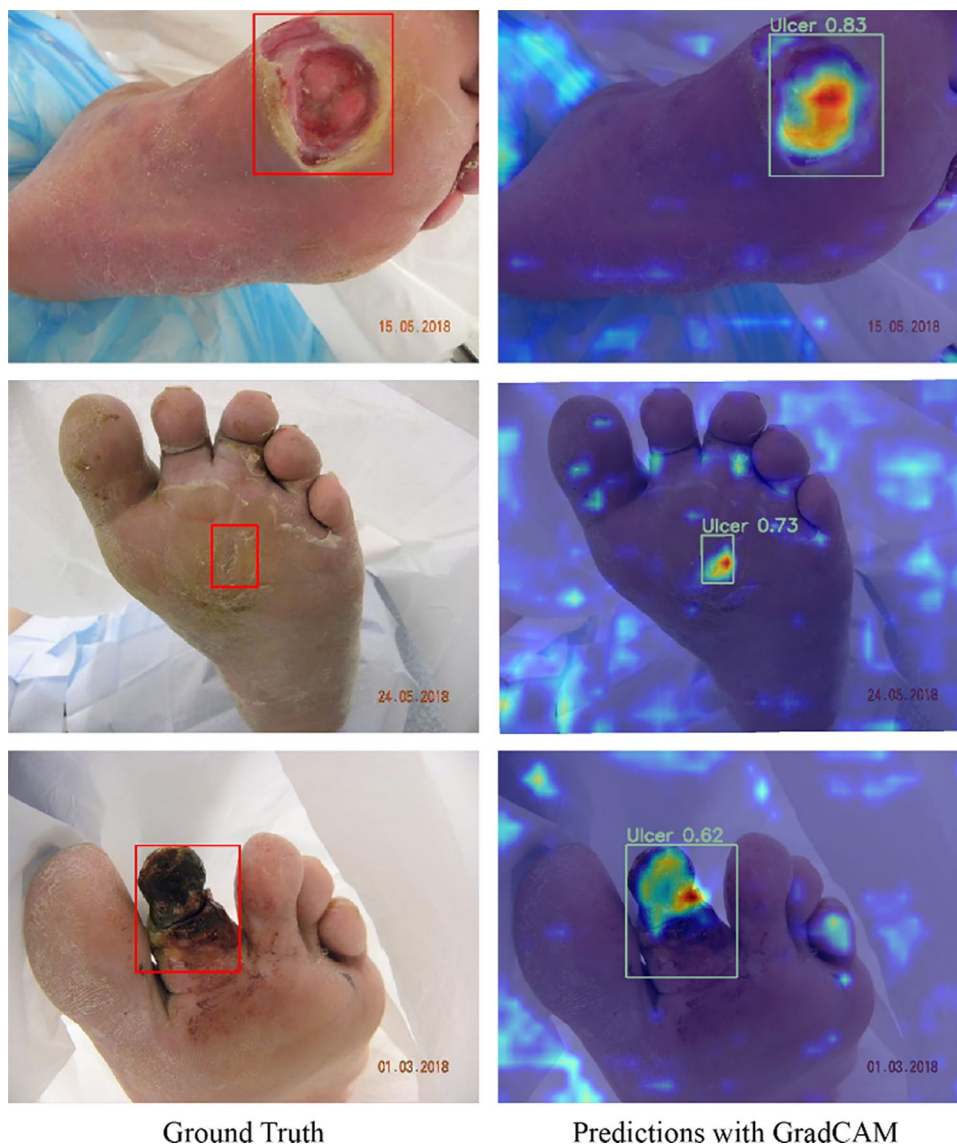 Ulcer 0.83
15.05.2018
15.05.2018
Ulcer 0.73
24.05.2018
24.05.2018
Ulcer 0.62
01.03.2018
01.03.2018
Ground Truth
Predictions with GradCAM